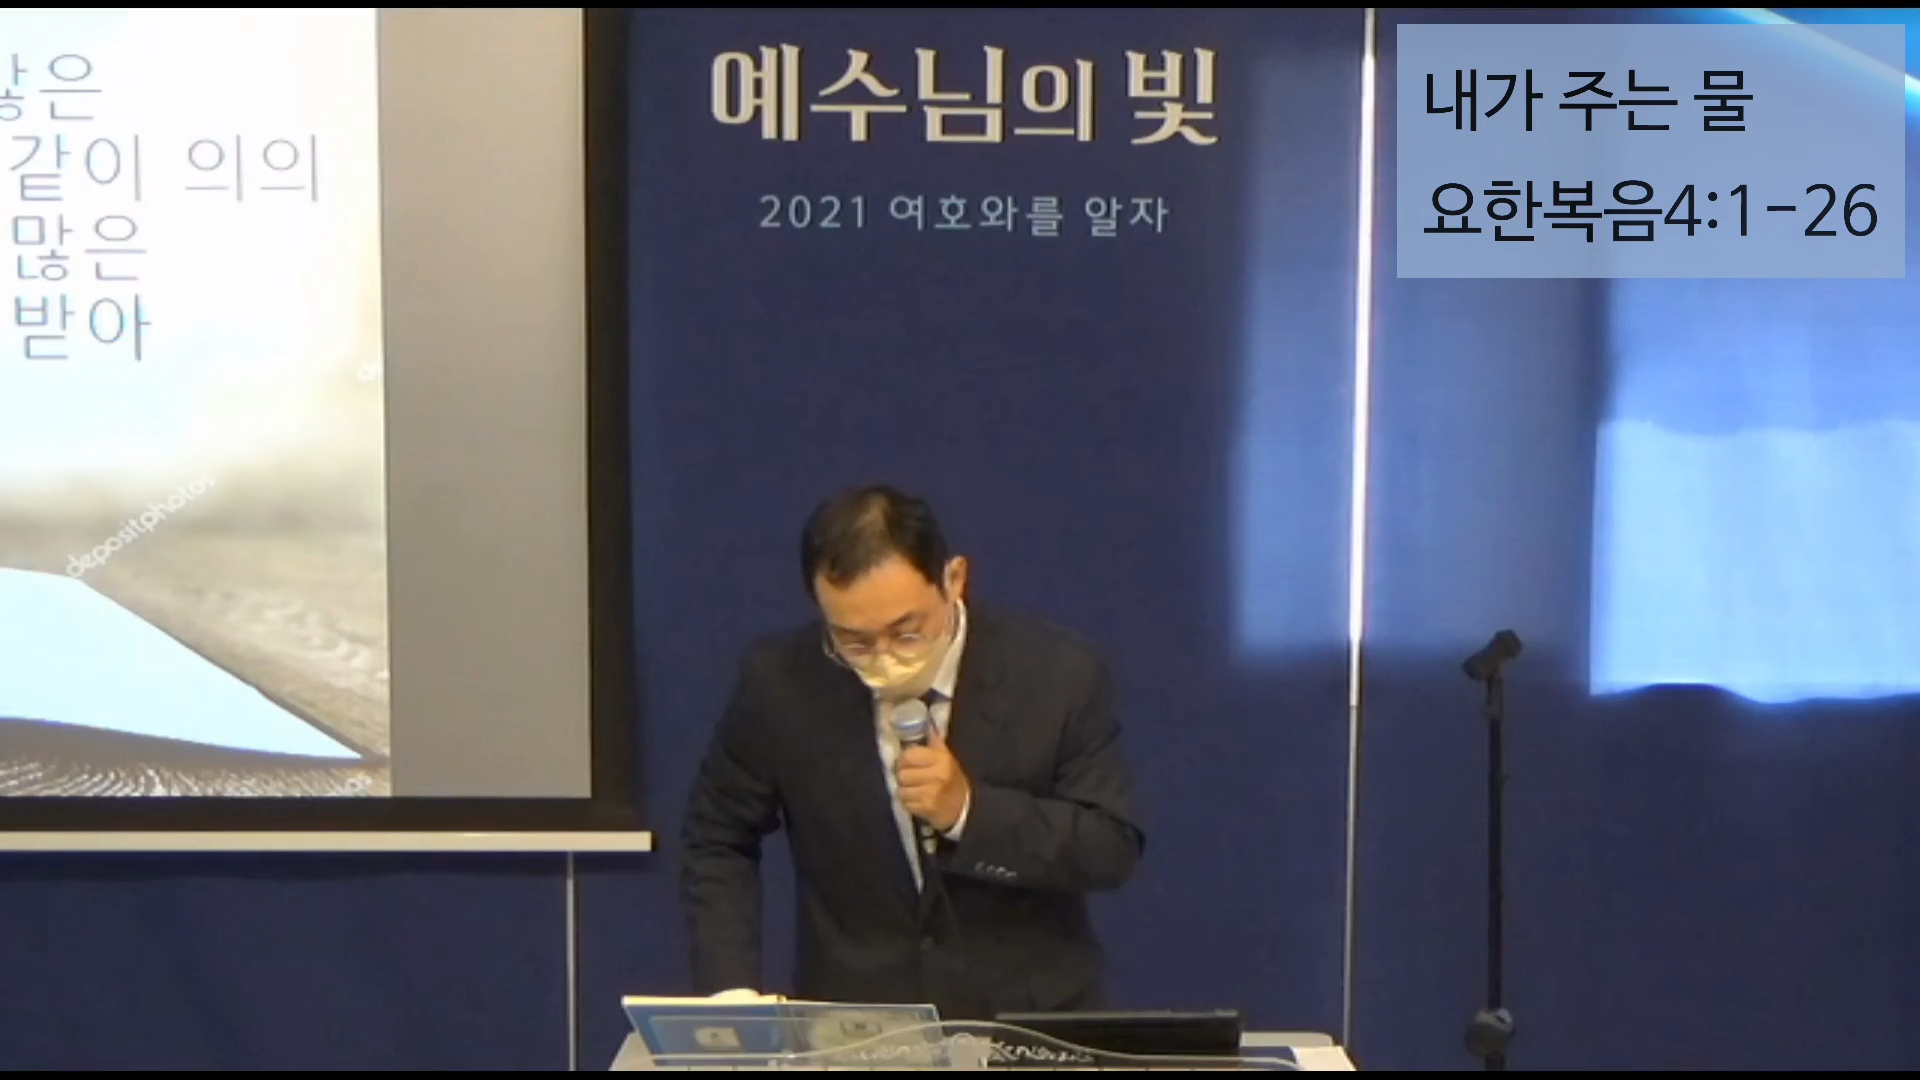 은
같이 의의
많은
받아
depositphotos
예수님의 빛
2021 여호와를 알자
내가 주는 물
요한복음4:1-26